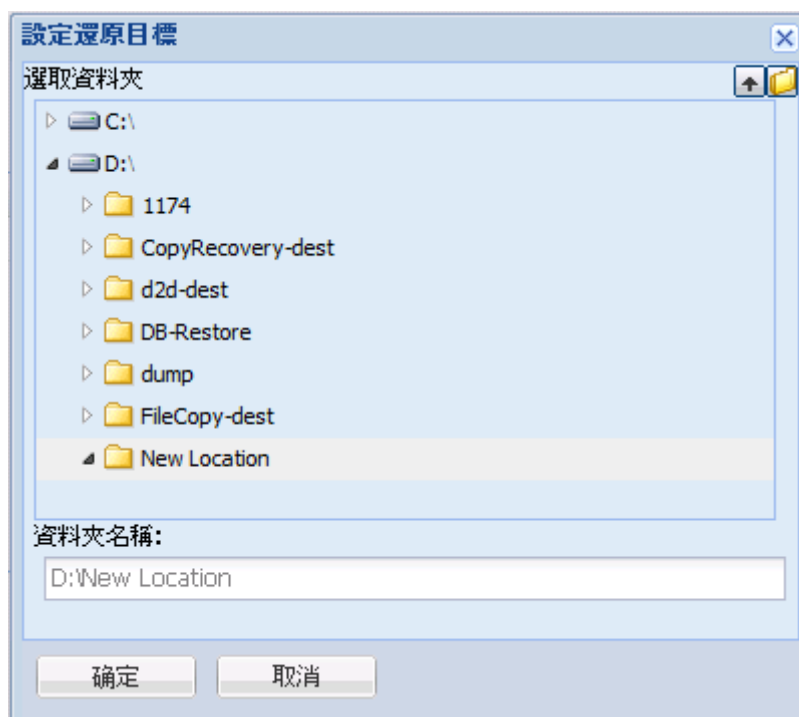 設定還原目標
選取資料夾
C:\
D:\
1174
CopyRecovery-dest
d2d-dest
DB-Restore
dump
FileCopy-dest
New Location
資料夾名稱:
D:\New Location
确定
取消